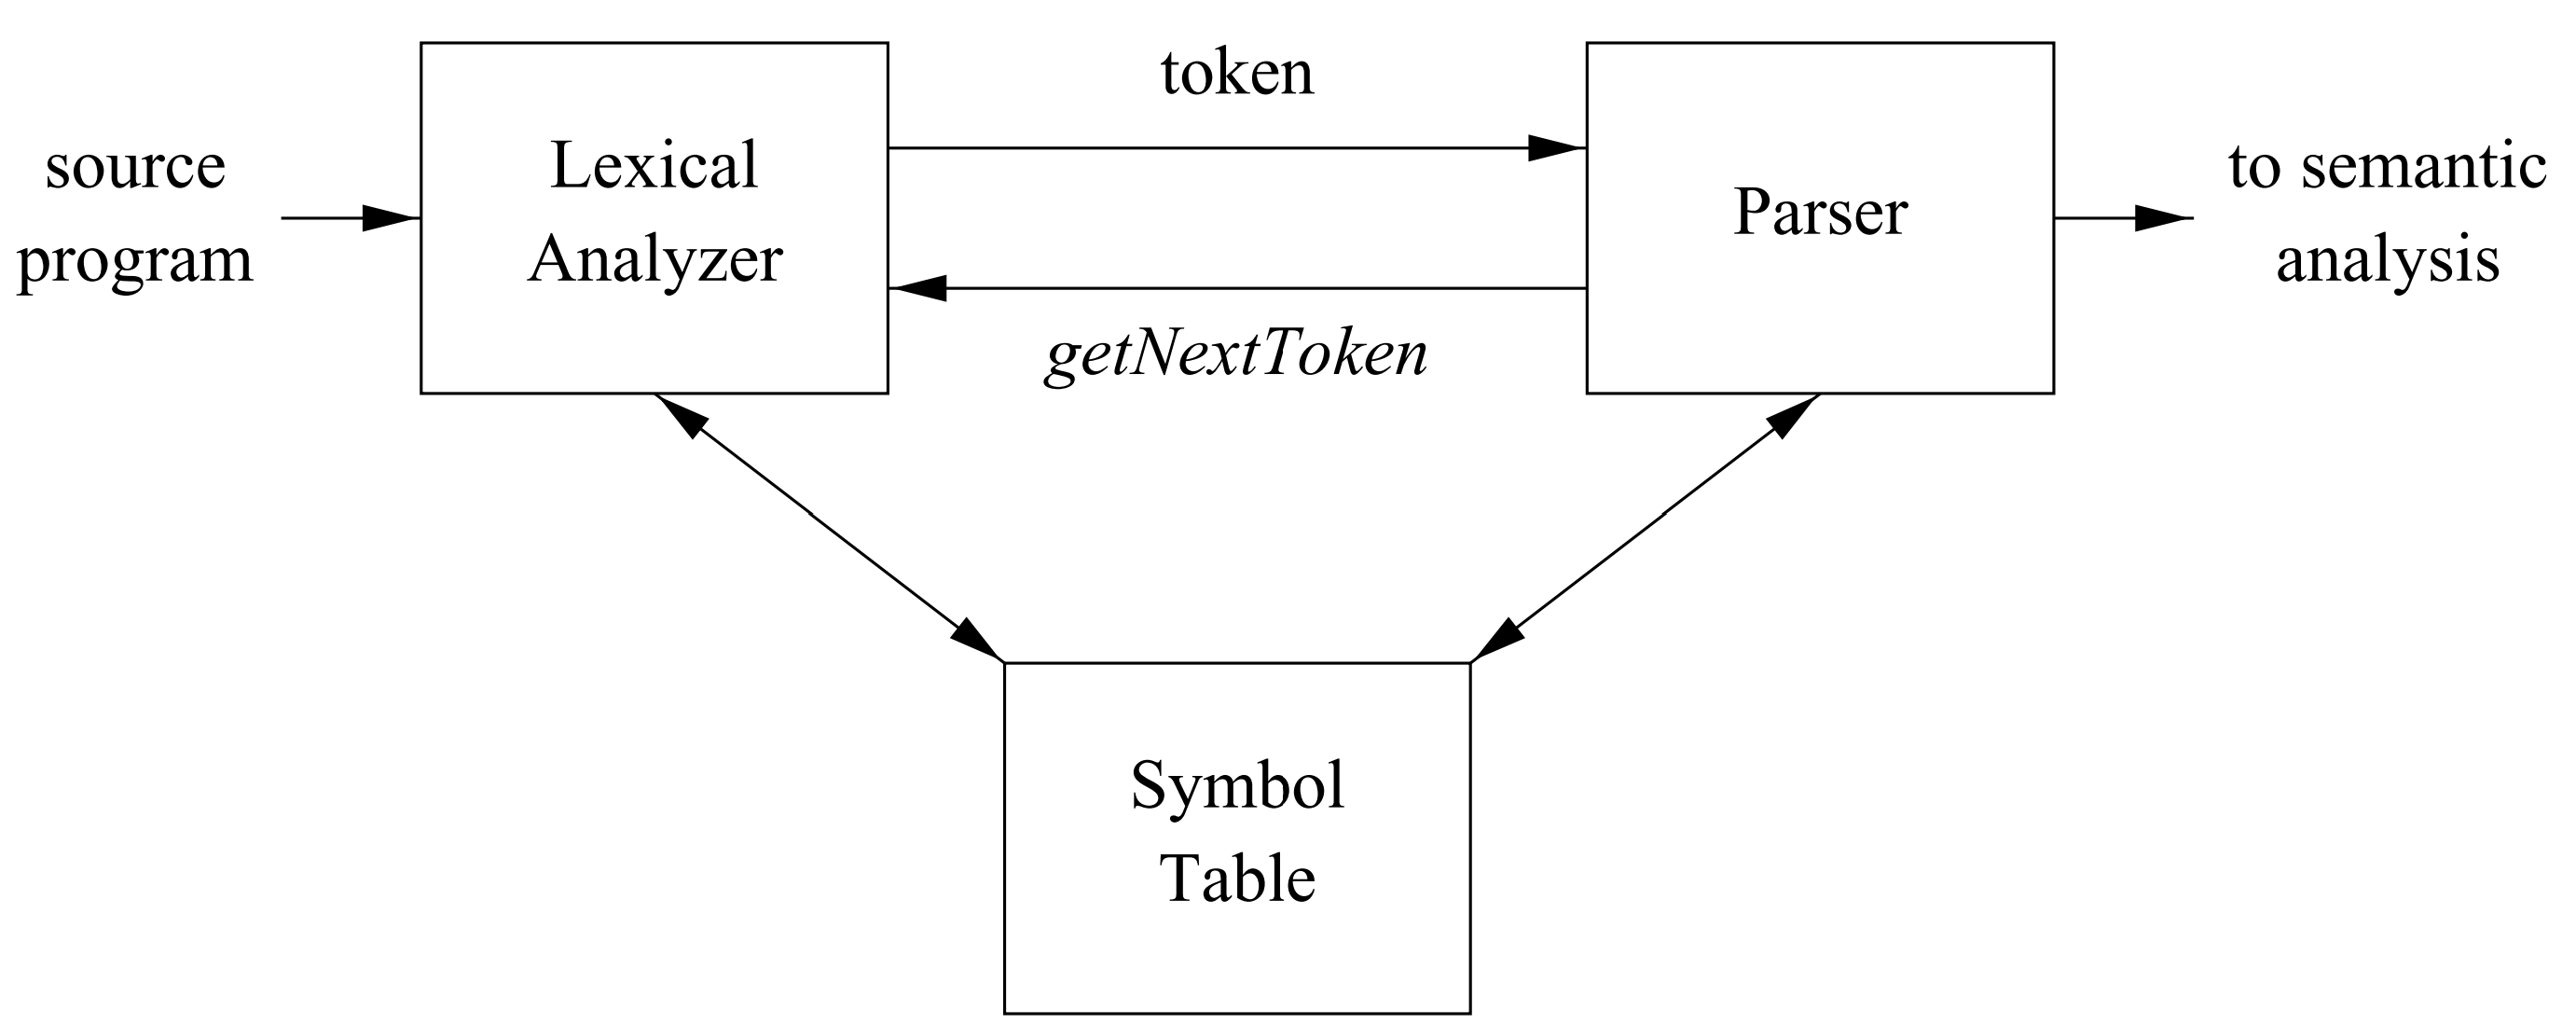 source
program
Lexical
Analyzer
token
getNextToken
Parser
to semantic
analysis
Symbol
Table